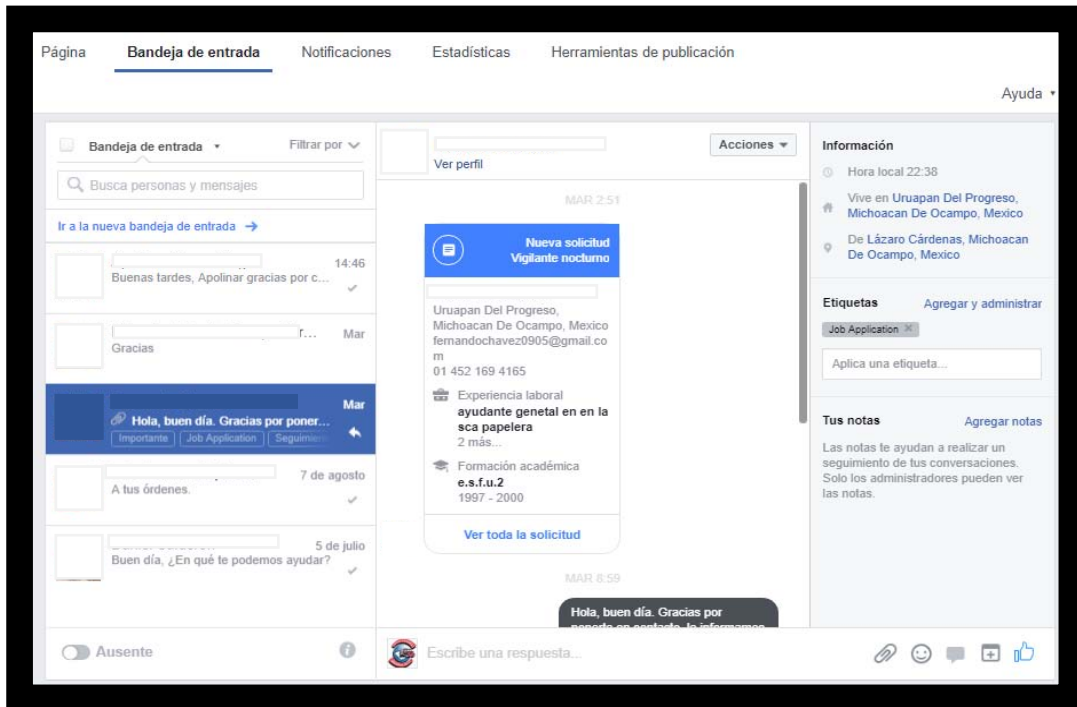 Página Bandeja de entrada Notificaciones Estadísticas Herramientas de publicación
Ayuda
Bandeja de entrada
Filtrar por
Busca personas y mensajes
Ir a la nueva bandeja de entrada
14:46
Buenas tardes, Apolinar gracias por c...
r... Mar
Gracias
Mar
Hola, buen día. Gracias por poner...
Importante Job Application
7 de agosto
A tus órdenes.
5 de julio
Buen día, ¿En qué te podemos ayudar?
Ausente
Acciones
Ver perfil
MAR 2:51
Nueva solicitud
Vigilante nocturno
Uruapan Del Progreso,
Michoacan De Ocampo, Mexico
fernandochavez0905@gmail.co
m
01 452 169 4165
Experiencia laboral
ayudante genetal en en la
sca papelera
2 más...
Formación académica
e.s.f.u.2
1997 - 2000
Ver toda la solicitud
MAR 8:59
Hola, buen día. Gracias por
ponerte en contacto, le informamos
Escribe una respuesta...
Información
Hora local 22:38
Vive en Uruapan Del Progreso,
Michoacan De Ocampo, Mexico
De Lázaro Cárdenas, Michoacan
De Ocampo, Mexico
Etiquetas Agregar y administrar
Job Application
Aplica una etiqueta...
Tus notas Agregar notas
Las notas te ayudan a realizar un
seguimiento de tus conversaciones.
Solo los administradores pueden ver
las notas.